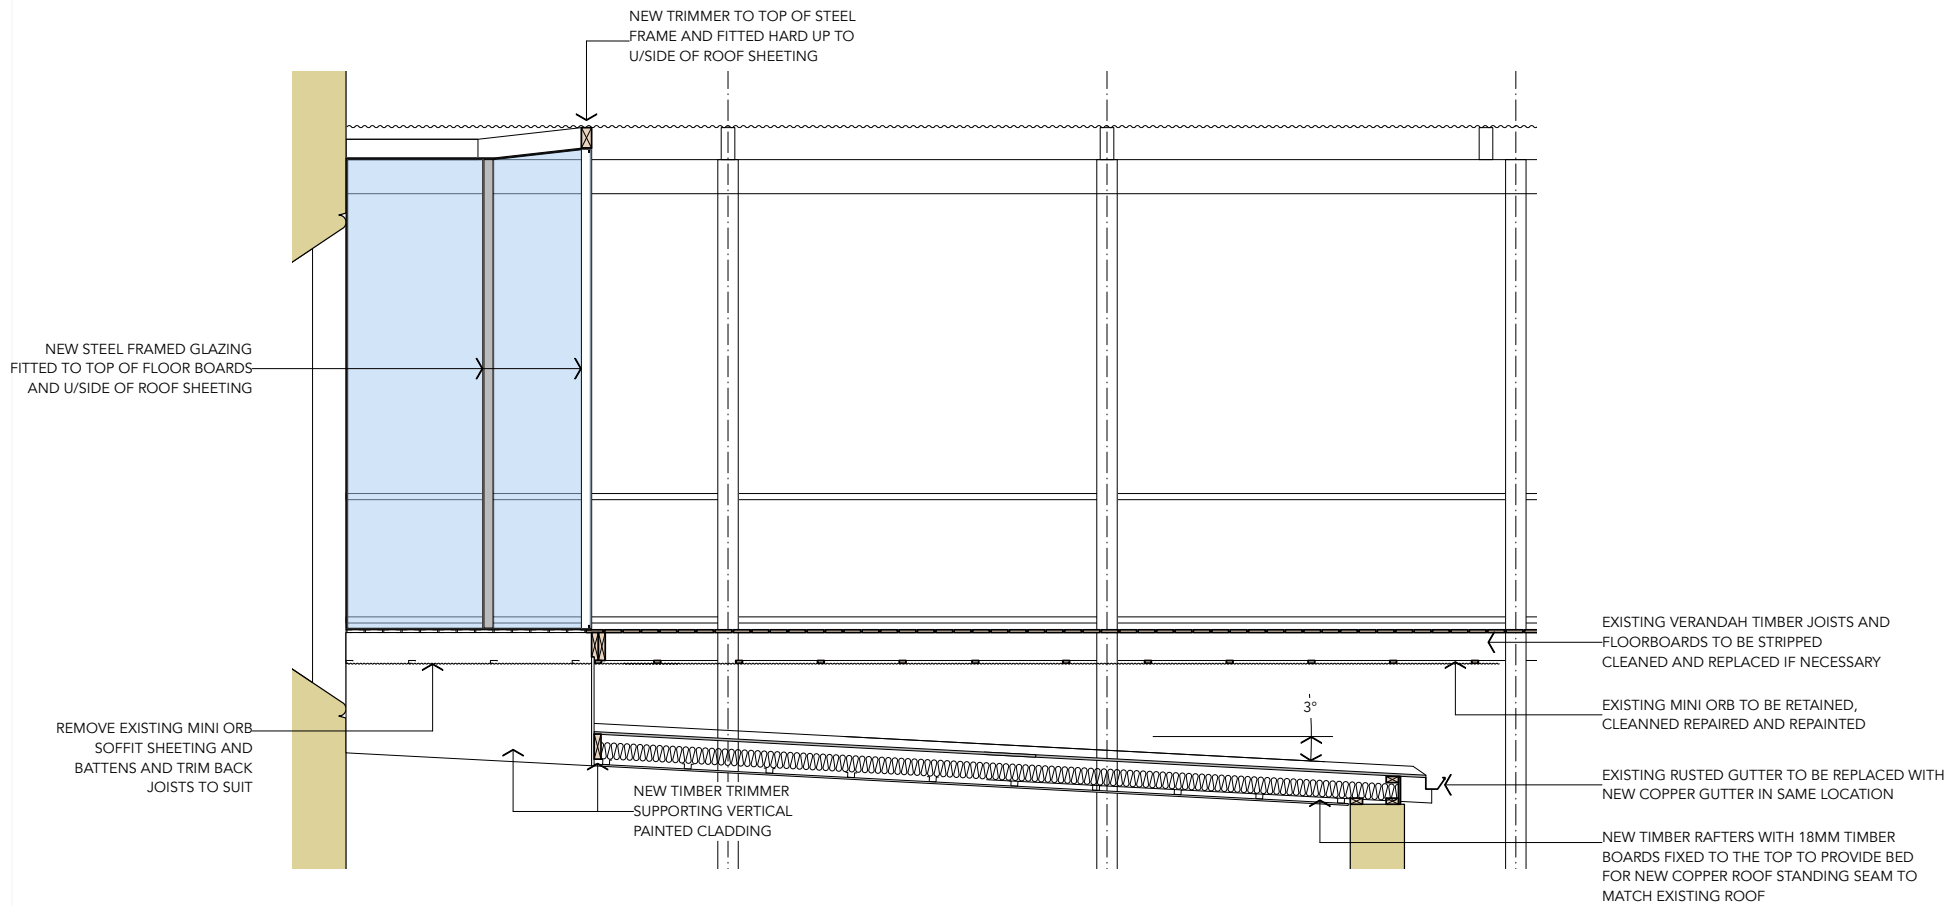 NEW TRIMMER TO TOP OF STEEL
FRAME AND FITTED HARD UP TO
U/SIDE OF ROOF SHEETING
NEW STEEL FRAMED GLAZING
FITTED TO TOP OF FLOOR BOARDS
AND U/SIDE OF ROOF SHEETING
EXISTING VERANDAH TIMBER JOISTS AND
FLOORBOARDS TO BE STRIPPED
CLEANED AND REPLACED IF NECESSARY
3°
EXISTING MINI ORB TO BE RETAINED,
CLEANNED REPAIRED AND REPAINTED
REMOVE EXISTING MINI ORB
SOFFIT SHEETING AND
BATTENS AND TRIM BACK
JOISTS TO SUIT
NEW TIMBER TRIMMER
SUPPORTING VERTICAL
PAINTED CLADDING
EXISTING RUSTED GUTTER TO BE REPLACED WITH
NEW COPPER GUTTER IN SAME LOCATION
NEW TIMBER RAFTERS WITH 18MM TIMBER
BOARDS FIXED TO THE TOP TO PROVIDE BED
FOR NEW COPPER ROOF STANDING SEAM TO
MATCH EXISTING ROOF